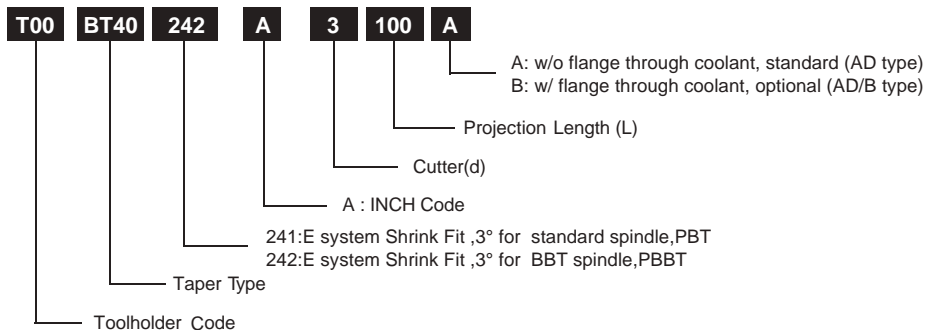 T00 BT40 242 A 3 100 A
A: w/o flange through coolant, standard (AD type)
B: w/ flange through coolant, optional (AD/B type)
Projection Length (L)
Cutter(d)
A : INCH Code
241:E system Shrink Fit ,3° for standard spindle,PBT
242:E system Shrink Fit ,3° for BBT spindle,PBBT
Taper Type
Toolholder Code